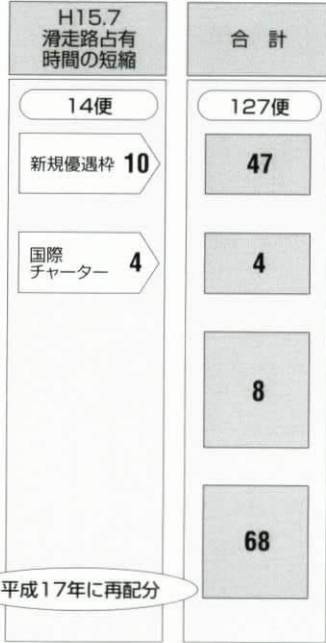 H15.7
滑走路占有
時間の短縮
14便
新規優遇枠 10
国際
チャーター 4
合 計
127便
47
4
8
68
平成17年に再配分